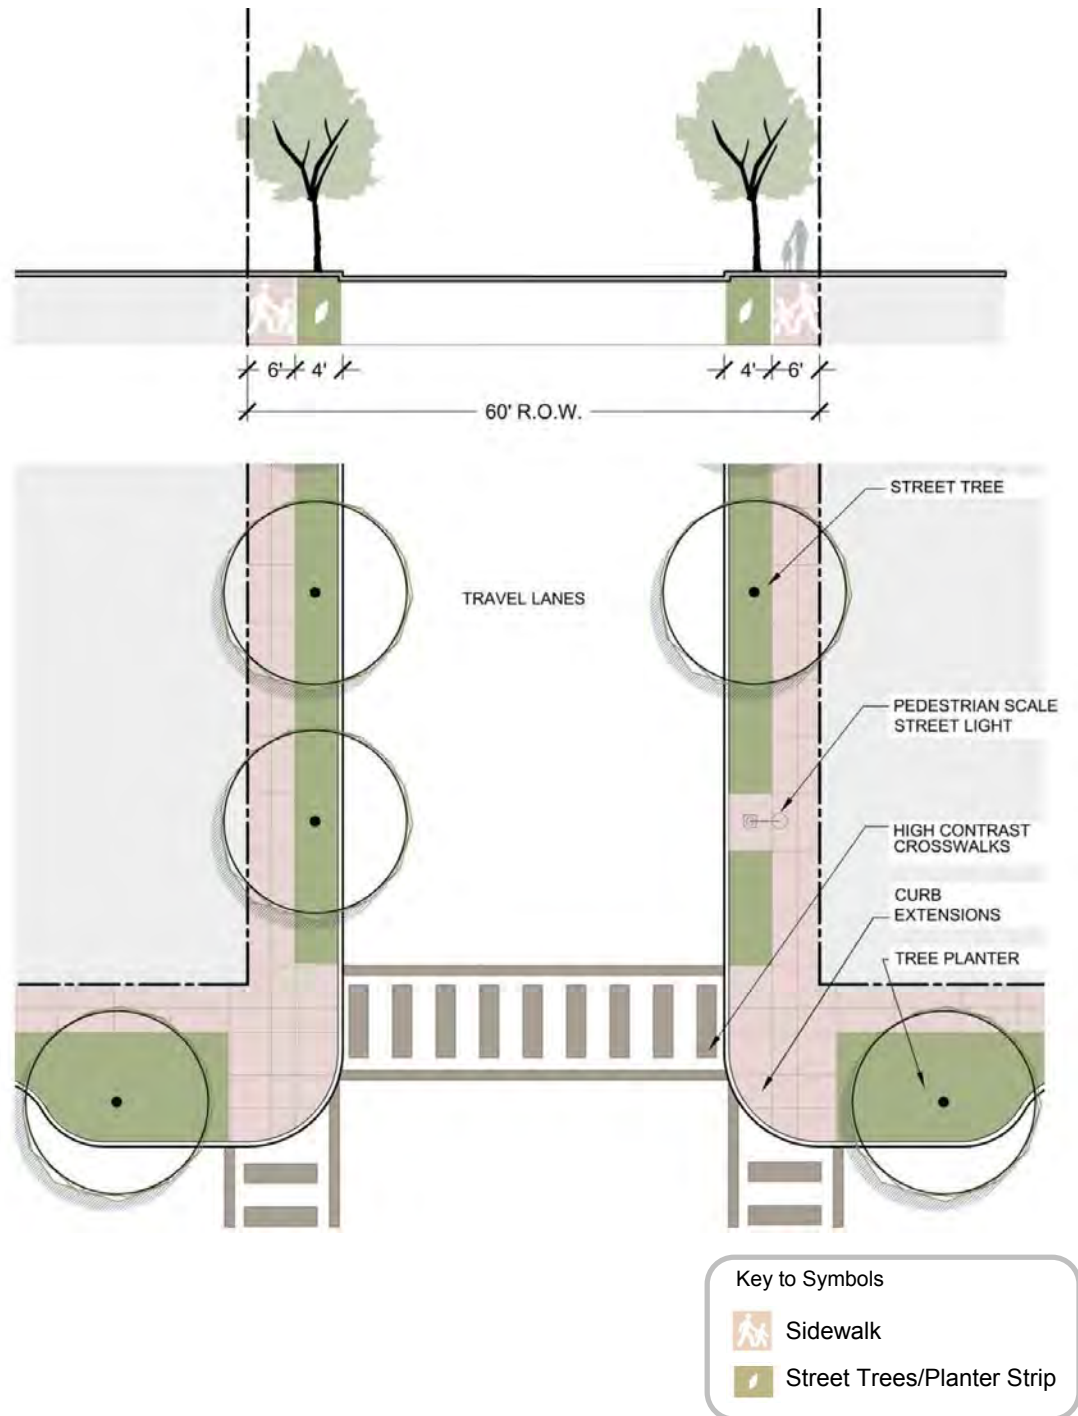 6' 4' 4' 6'
60' R.O.W.
STREET TREE
TRAVEL LANES
PEDESTRIAN SCALE
STREET LIGHT
HIGH CONTRAST
CROSSWALKS
CURB
EXTENSIONS
TREE PLANTER
Key to Symbols
Sidewalk
Street Trees/Planter Strip